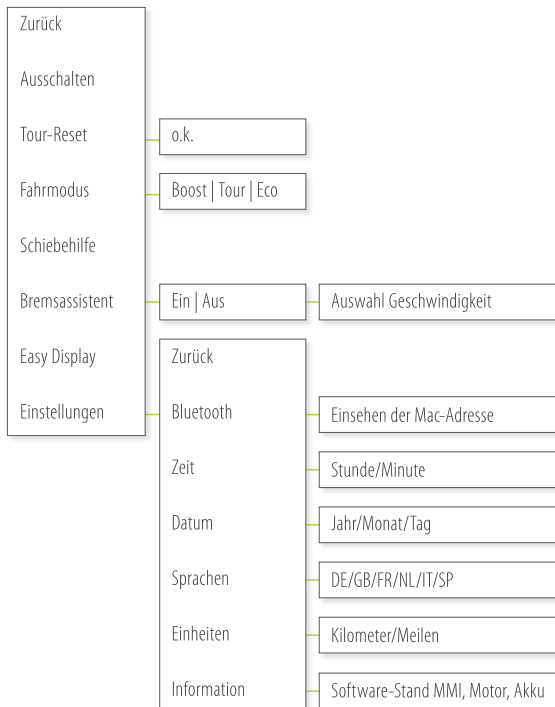 Zurück
Ausschalten
Tour-Reset
o.k.
Fahrmodus
Boost | Tour | Eco
Schiebehilfe
Bremsassistent
Ein | Aus
Auswahl Geschwindigkeit
Easy Display
Einstellungen
Zurück
Bluetooth
Einsehen der Mac-Adresse
Zeit
Stunde/Minute
Datum
Jahr/Monat/Tag
Sprachen
DE/GB/FR/NL/IT/SP
Einheiten
Kilometer/Meilen
Information
Software-Stand MMI, Motor, Akku